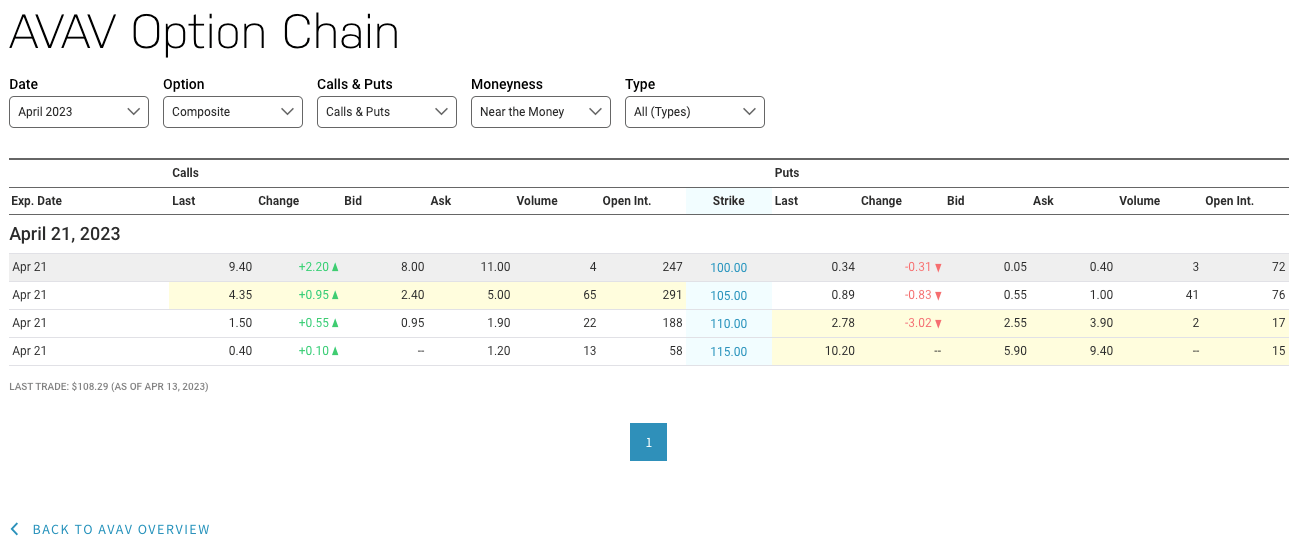 AVAV Option Chain
Date Option Calls & Puts Moneyness Type
April 2023 Composite Calls & Puts Near the Money All (Types)
Calls Puts
Exp. Date Last Change Bid Ask Volume Open Int. Strike Last Change Bid Ask Volume Open Int.
April 21, 2023
Apr 21 9.40 +2.20 ▲ 8.00 11.00 4 247 100.00 0.34 -0.31 ▼ 0.05 0.40 3 72
Apr 21 4.35 +0.95 ▲ 2.40 5.00 65 291 105.00 0.89 -0.83 ▼ 0.55 1.00 41 76
Apr 21 1.50 +0.55 ▲ 0.95 1.90 22 188 110.00 2.78 -3.02 ▼ 2.55 3.90 2 17
Apr 21 0.40 +0.10 ▲ -- 1.20 13 58 115.00 10.20 -- 5.90 9.40 -- 15
LAST TRADE: $108.29 (AS OF APR 13, 2023)
1
BACK TO AVAV OVERVIEW